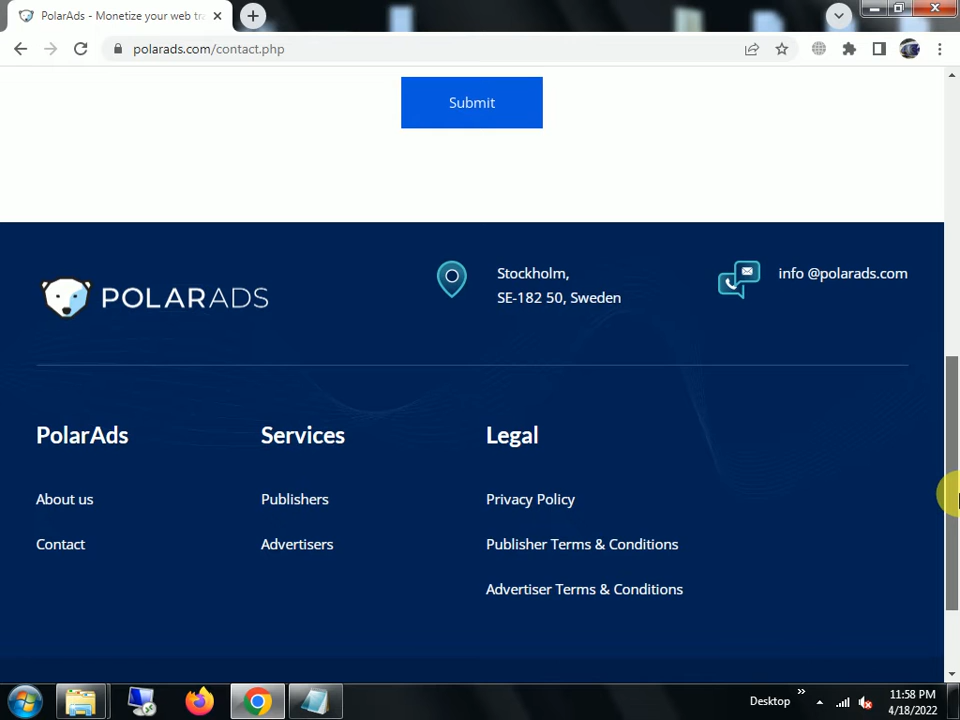 PolarAds - Monetize your web tra
polarads.com/contact.php
Submit
POLARADS
Stockholm,
SE-182 50, Sweden
info @polarads.com
PolarAds
Services
Legal
About us
Publishers
Privacy Policy
Contact
Advertisers
Publisher Terms & Conditions
Advertiser Terms & Conditions
Desktop
11:58 PM
4/18/2022